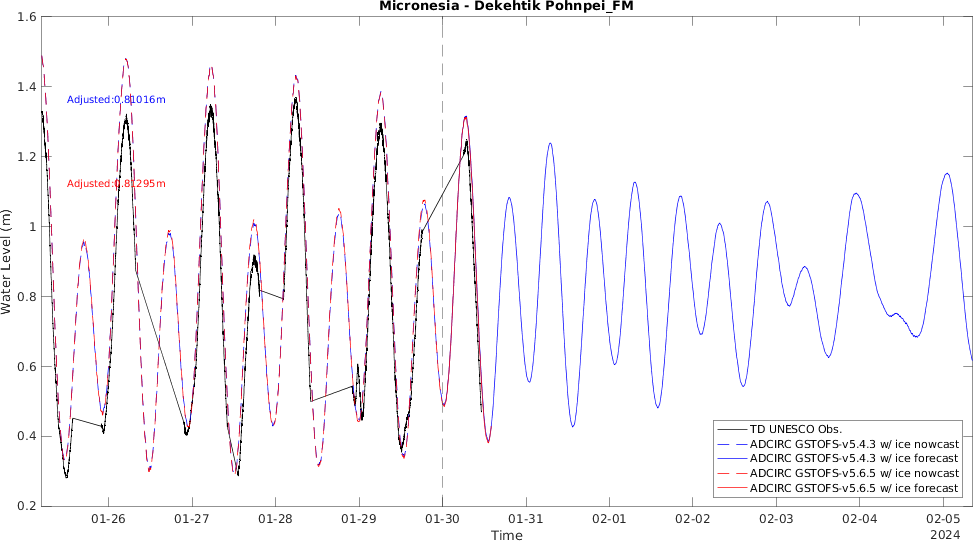 Micronesia - Dekehtik Pohnpei_FM
1.6
1.4
1.2
1
0.8
0.6
0.4
0.2
Water Level (m)
Adjusted:0.81016m
Adjusted:0.81295m
TD UNESCO Obs.
ADCIRC GSTOFS-v5.4.3 w/ ice nowcast
ADCIRC GSTOFS-v5.4.3 w/ ice forecast
ADCIRC GSTOFS-v5.6.5 w/ ice nowcast
ADCIRC GSTOFS-v5.6.5 w/ ice forecast
01-26 01-27 01-28 01-29 01-30 01-31 02-01 02-02 02-03 02-04 02-05
2024
Time